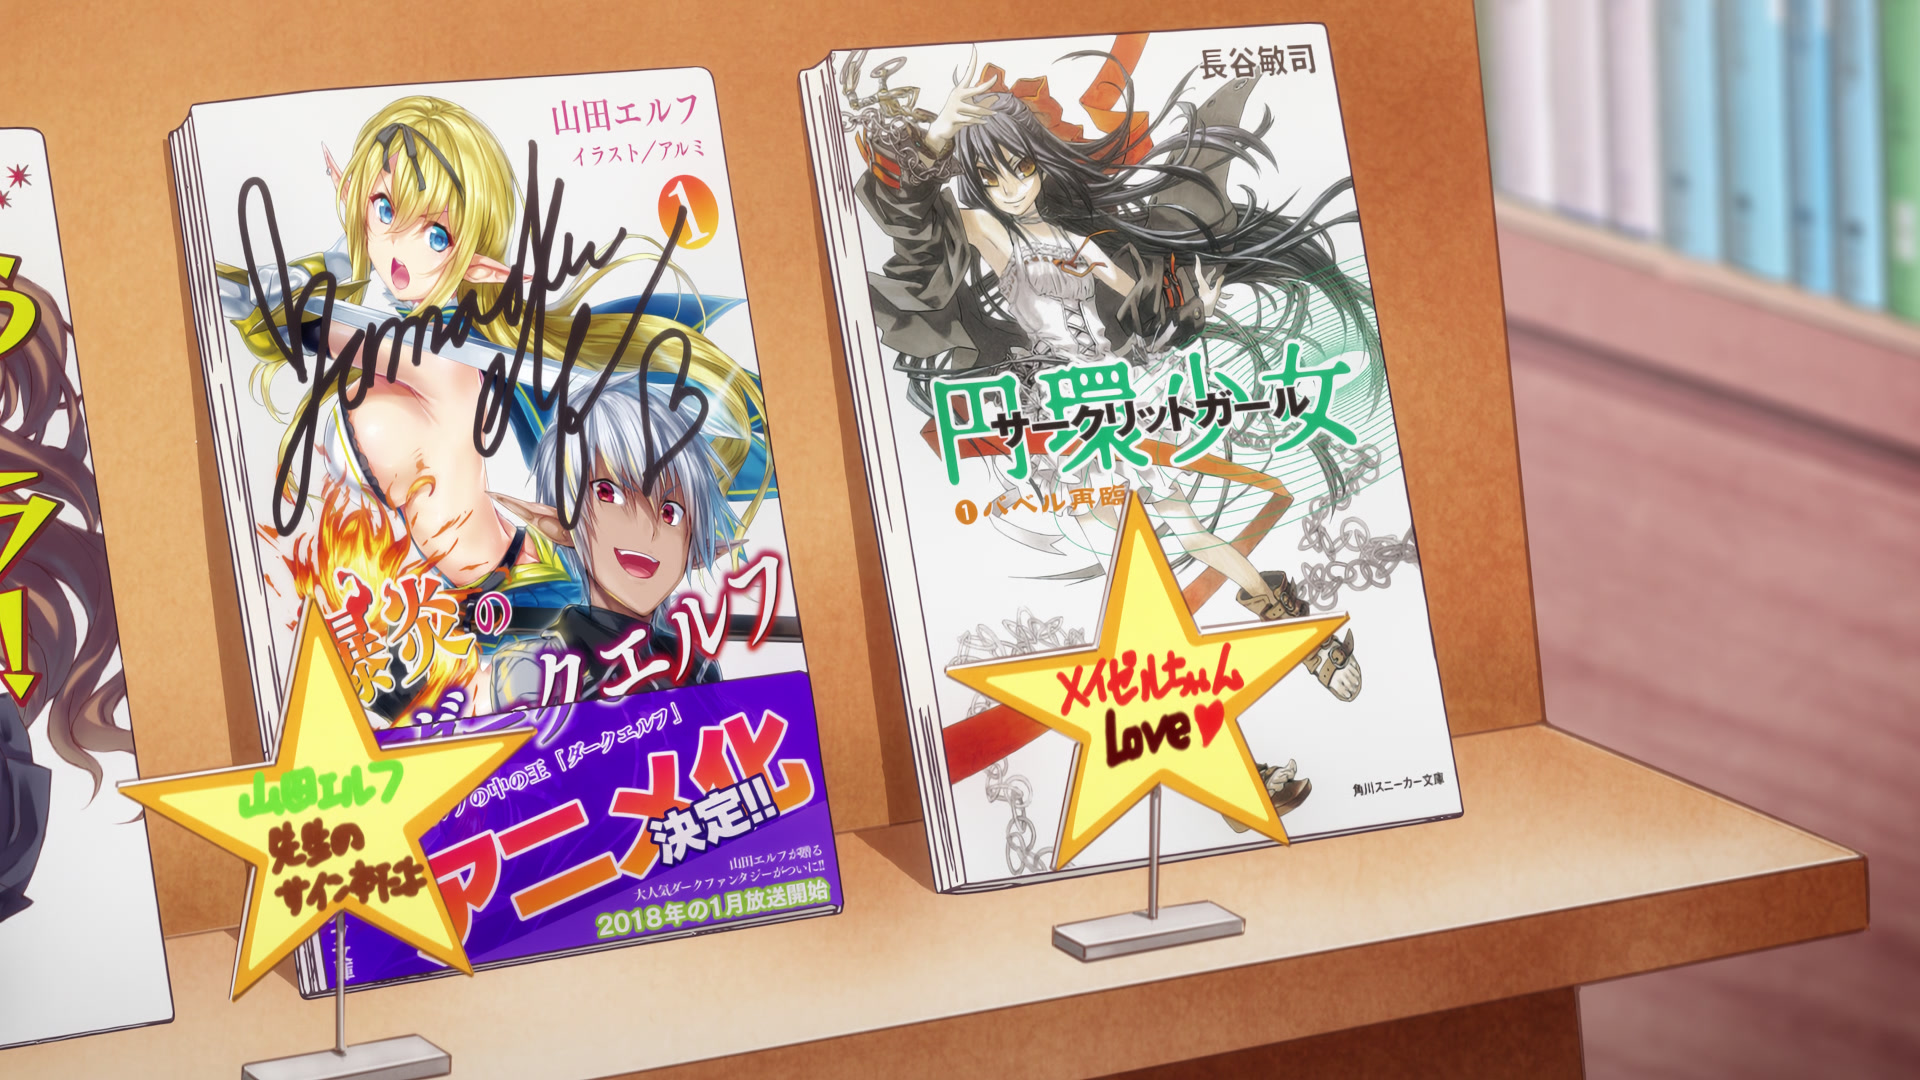 山田エルフ
イラスト/アルミ
1
爆炎の
ダークエルフ
の中の王「ダークエルフ」
アニメ化
決定!!
山田エルフが贈る
大人気ダークファンタジーがついに!!
2018年の1月放送開始
山田エルフ
先生の
サイン本だよ
長谷敏司
円環少女
サークリットガール
1バベル再臨
メイゼルちゃん
Love♥
角川スニーカー文庫